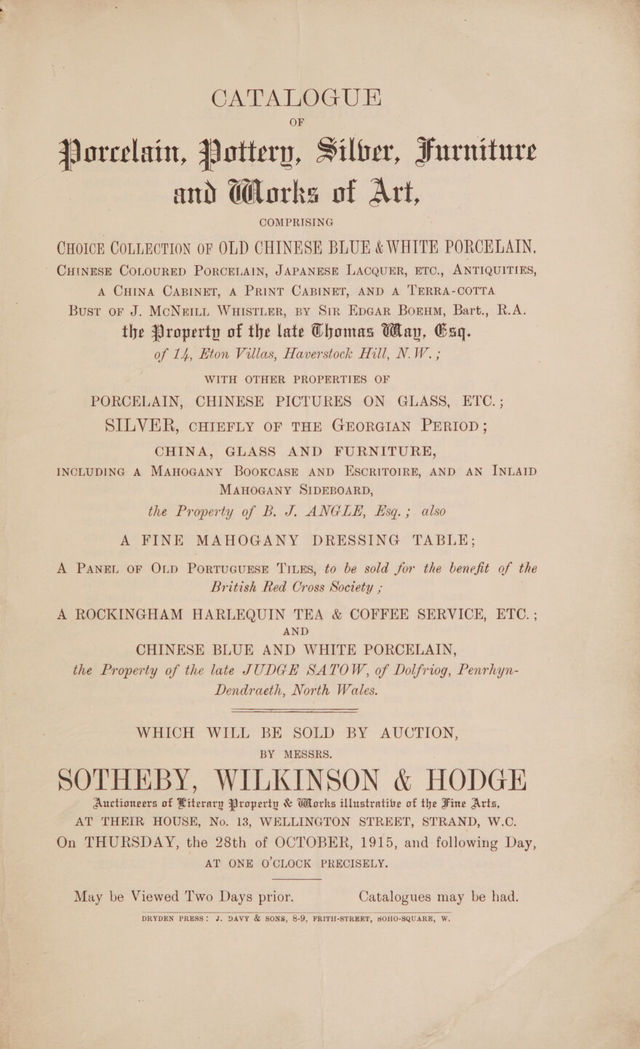 CATALOGUE
OF
Porcelain, Pottery, Silver, Furniture
and Works of Art,
COMPRISING
CHOICE COLLECTION OF OLD CHINESE BLUE & WHITE PORCELAIN,
CHINESE COLOURED PORCELAIN, JAPANESE LACQUER, ETC., ANTIQUITIES,
A CHINA CABINET, A PRINT CABINET, AND A TERRA-COTTA
BUST OF J. MCNEILL WHISTLER, BY SIR EDGAR BOEHM, Bart., R.A.
the Property of the late Thomas Way, Esq.
of 14, Eton Villas, Haverstock Hill, N.W.;
WITH OTHER PROPERTIES OF
PORCELAIN, CHINESE PICTURES ON GLASS, ETC.;
SILVER, CHIEFLY OF THE GEORGIAN PERIOD;
CHINA, GLASS AND FURNITURE,
INCLUDING A MAHOGANY BOOKCASE AND ESCRITOIRE, AND AN INLAID
MAHOGANY SIDEBOARD,
the Property of B. J. ANGLE, Esq.; also
A FINE MAHOGANY DRESSING TABLE;
A PANEL OF OLD PORTUGUESE TILES, to be sold for the benefit of the
British Red Cross Society;
A ROCKINGHAM HARLEQUIN TEA & COFFEE SERVICE, ETC.;
AND
CHINESE BLUE AND WHITE PORCELAIN,
the Property of the late JUDGE SATOW, of Dolfriog, Penrhyn-
Dendraeth, North Wales.
WHICH WILL BE SOLD BY AUCTION,
BY MESSRS.
SOTHEBY, WILKINSON & HODGE
Auctioneers of Literary Property & Works illustrative of the Fine Arts,
AT THEIR HOUSE, No. 13, WELLINGTON STREET, STRAND, W.C.
On THURSDAY, the 28th of OCTOBER, 1915, and following Day,
AT ONE O'CLOCK PRECISELY.
May be Viewed Two Days prior. Catalogues may be had.
DRYDEN PRESS: J. DAVY & SONS, 8-9, FRITH-STREET, SOHO-SQUARE, W.